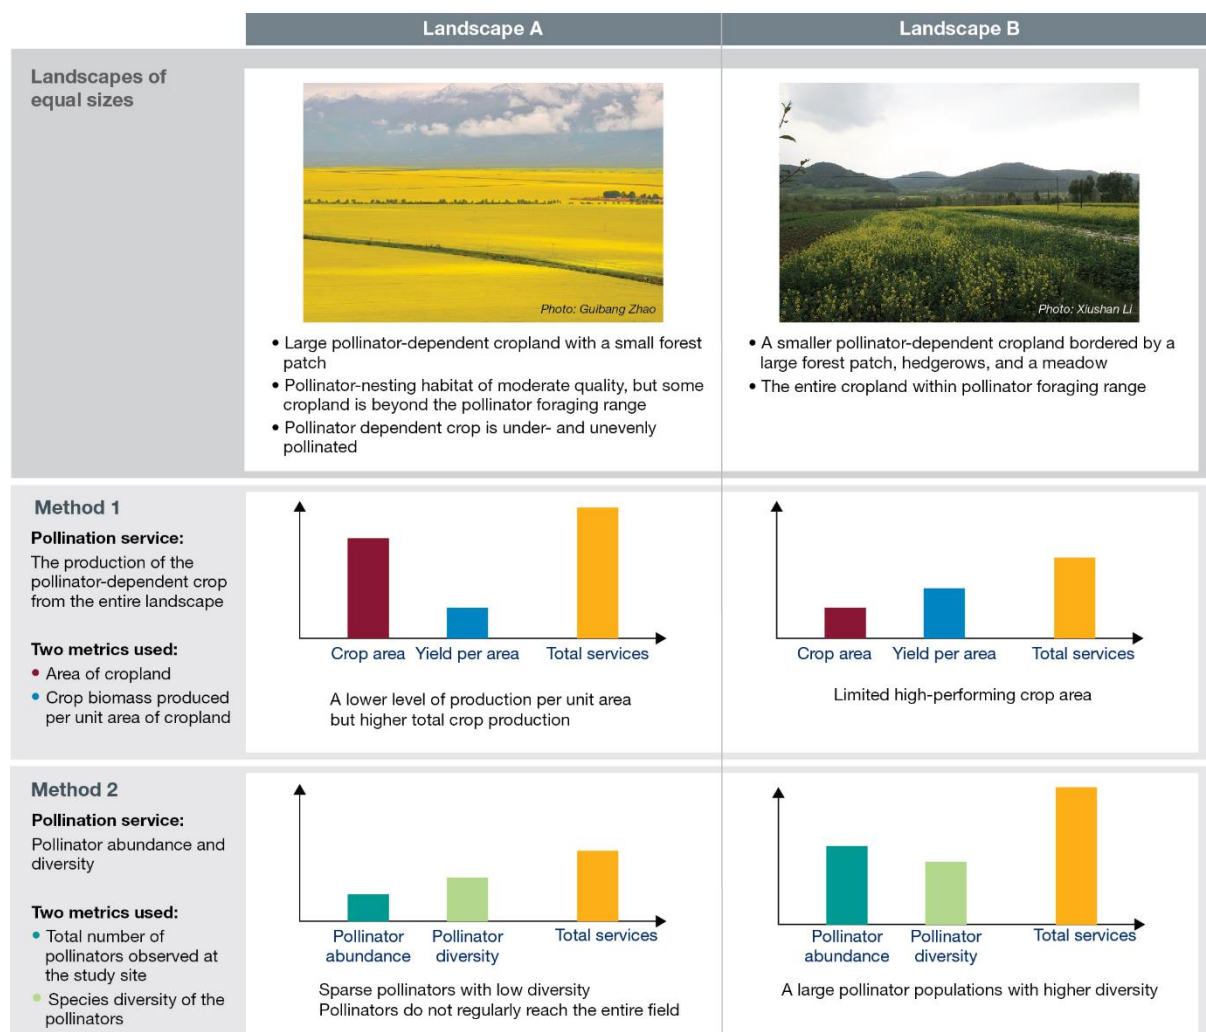 Landscape A
Landscape B
Landscapes of
equal sizes
Photo: Guibang Zhao
• Large pollinator-dependent cropland with a small forest
patch
• Pollinator-nesting habitat of moderate quality, but some
cropland is beyond the pollinator foraging range
• Pollinator dependent crop is under- and unevenly
pollinated
Photo: Xiushan Li
• A smaller pollinator-dependent cropland bordered by a
large forest patch, hedgerows, and a meadow
• The entire cropland within pollinator foraging range
Method 1
Pollination service:
The production of the
pollinator-dependent crop
from the entire landscape
Two metrics used:
• Area of cropland
• Crop biomass produced
per unit area of cropland
Crop area
Yield per area
Total services
A lower level of production per unit area
but higher total crop production
Crop area
Yield per area
Total services
Limited high-performing crop area
Method 2
Pollination service:
Pollinator abundance and
diversity
Two metrics used:
• Total number of
pollinators observed at
the study site
• Species diversity of the
pollinators
Pollinator
abundance
Pollinator
diversity
Total services
Sparse pollinators with low diversity
Pollinators do not regularly reach the entire field
Pollinator
abundance
Pollinator
diversity
Total services
A large pollinator populations with higher diversity